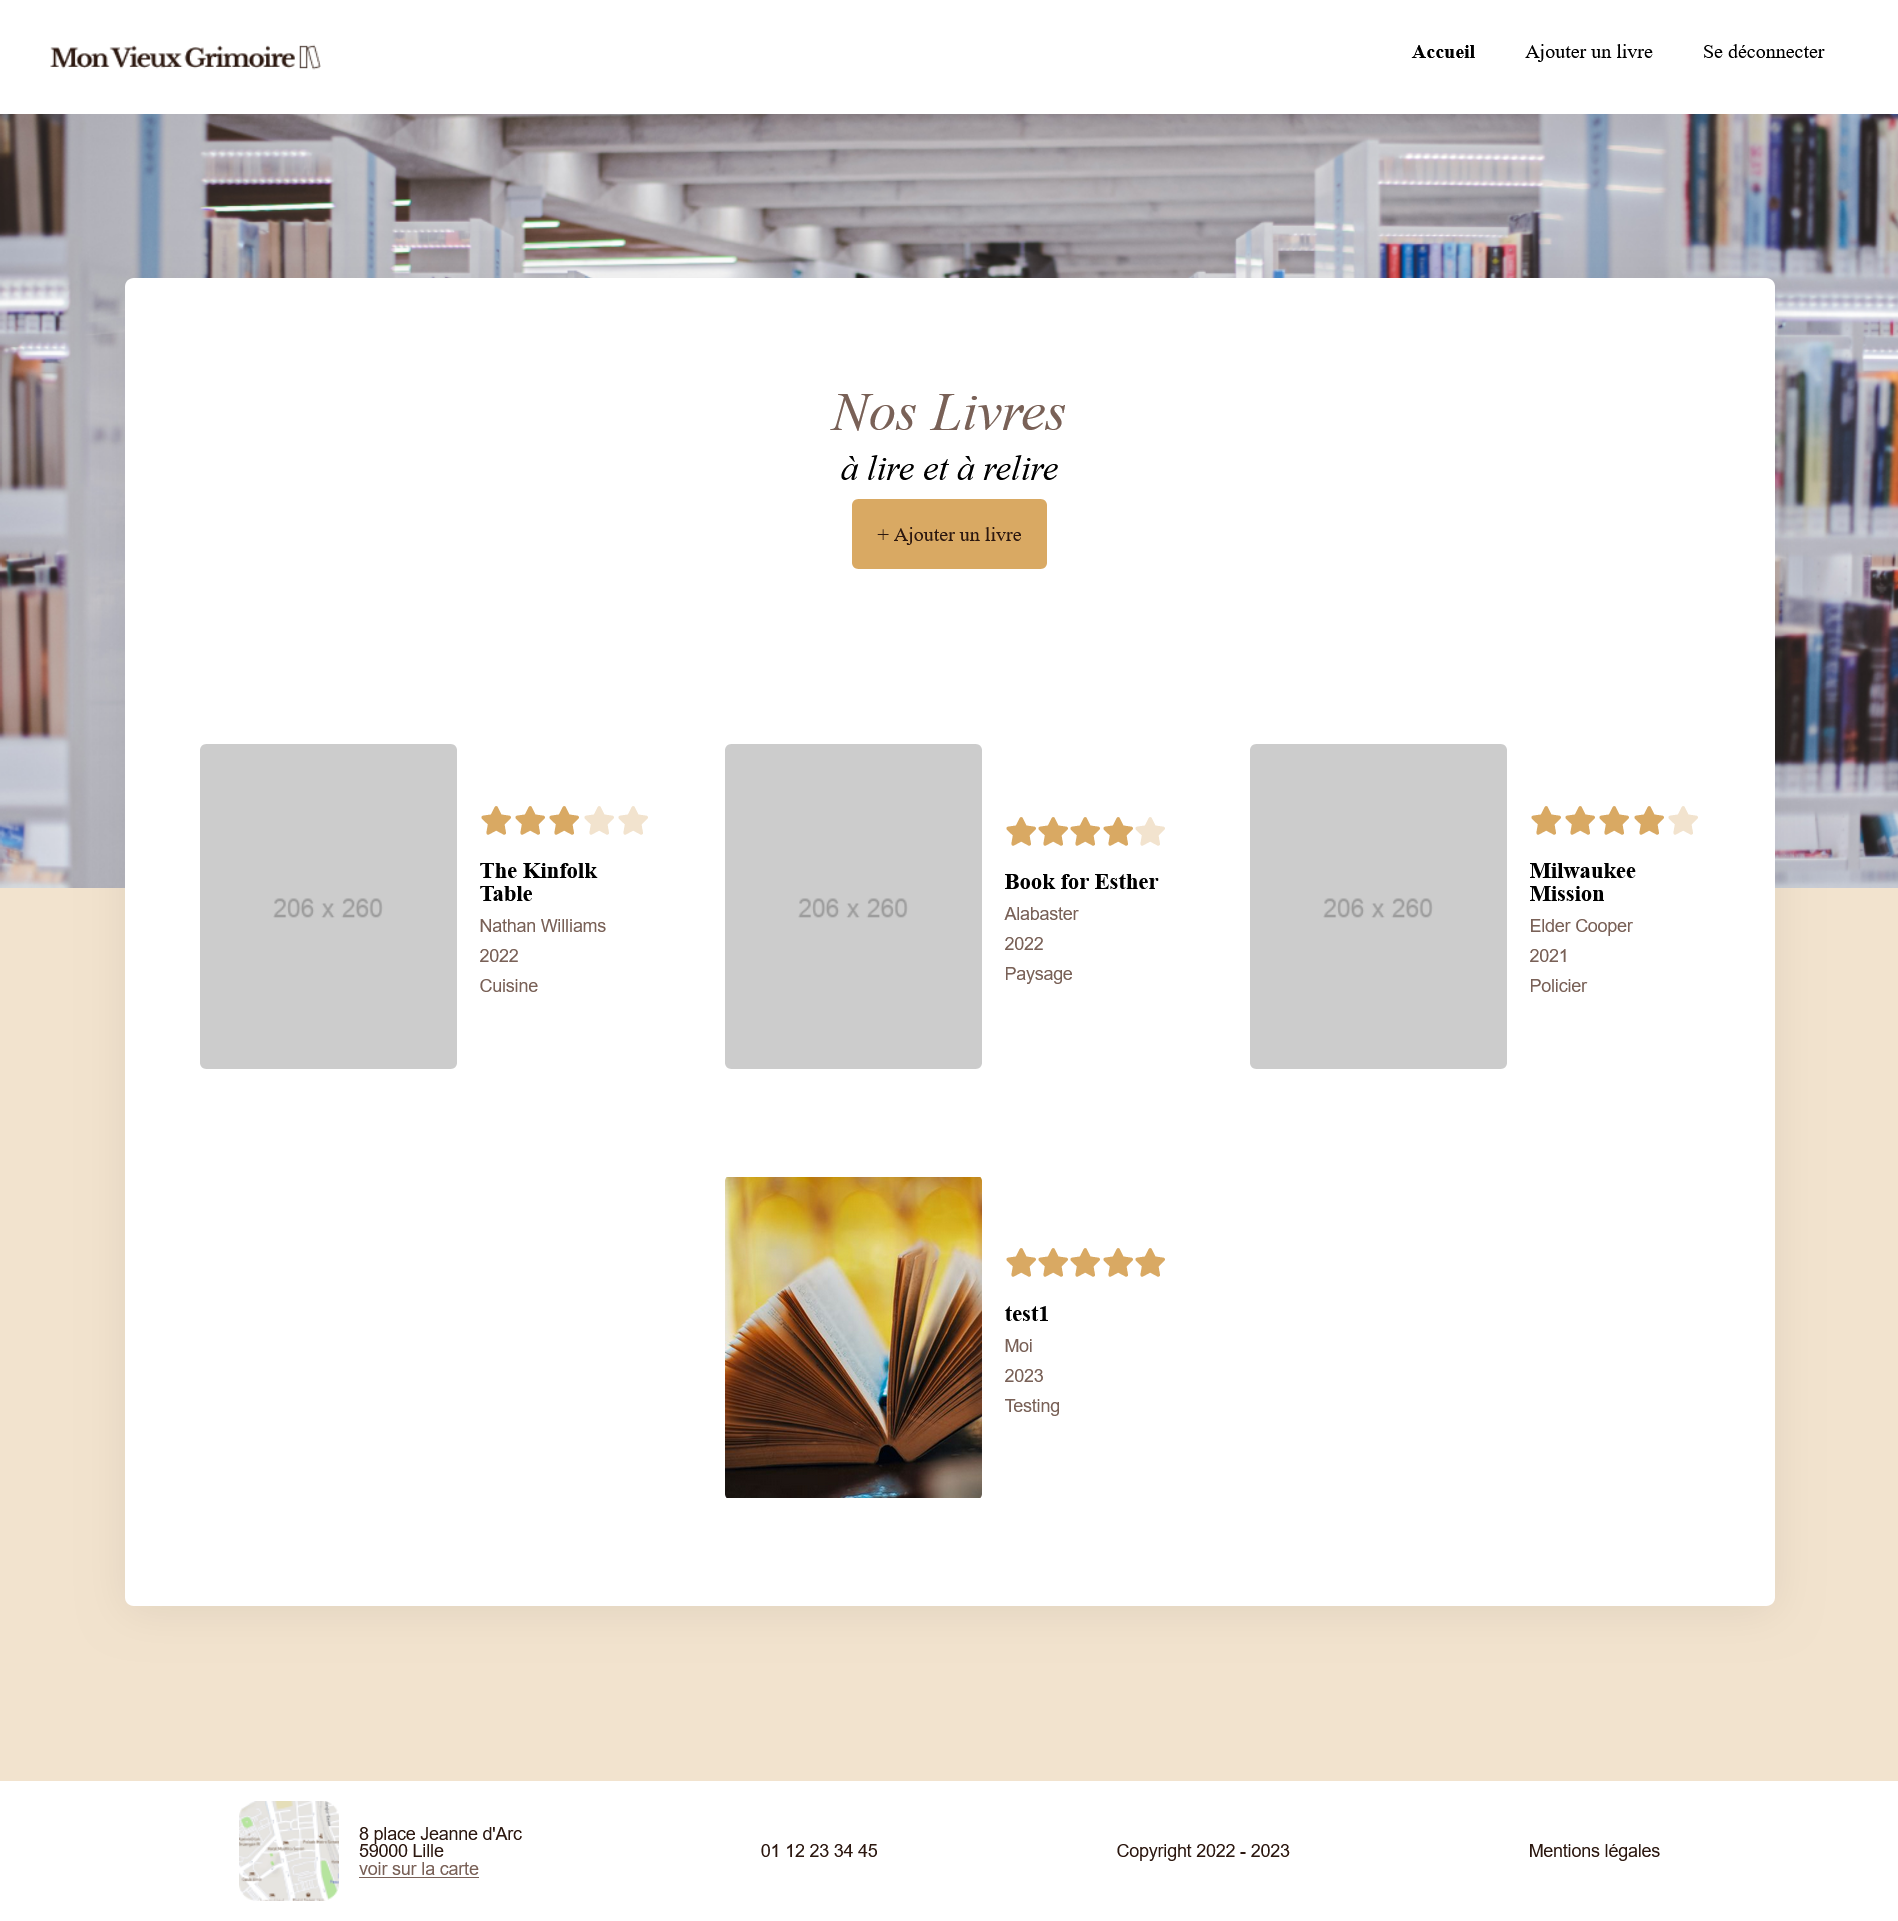 Mon Vieux Grimoire
Accueil
Ajouter un livre
Se déconnecter
Nos Livres
à lire et à relire
+ Ajouter un livre
206 x 260
The Kinfolk
Table
Nathan Williams
2022
Cuisine
206 x 260
Book for Esther
Alabaster
2022
Paysage
206 x 260
Milwaukee
Mission
Elder Cooper
2021
Policier
test1
Moi
2023
Testing
8 place Jeanne d'Arc
59000 Lille
voir sur la carte
01 12 23 34 45
Copyright 2022 - 2023
Mentions légales